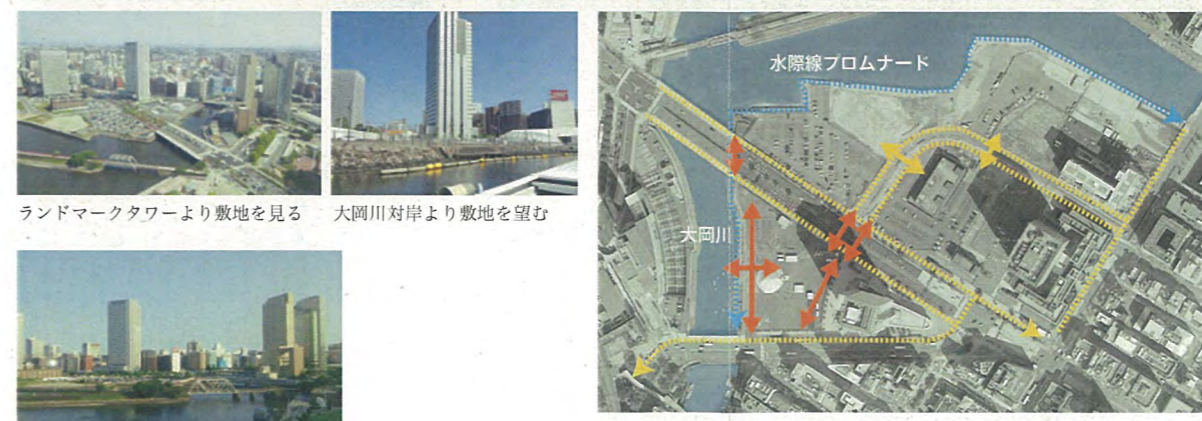 水際線プロムナード
大岡川
ランドマークタワーより敷地を見る
大岡川対岸より敷地を望む